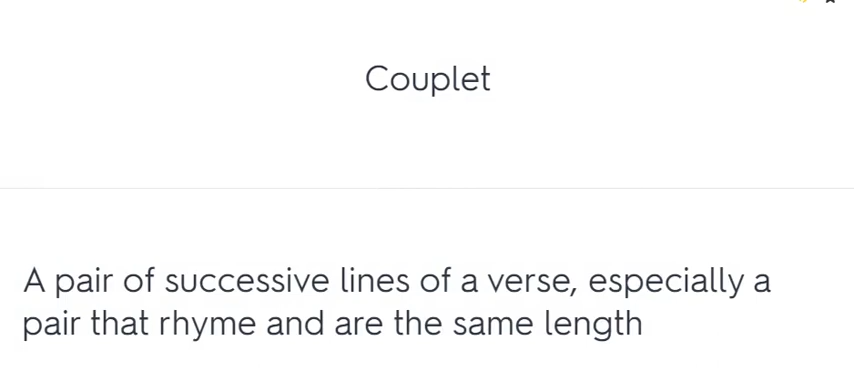 Couplet
A pair of successive lines of a verse, especially a
pair that rhyme and are the same length